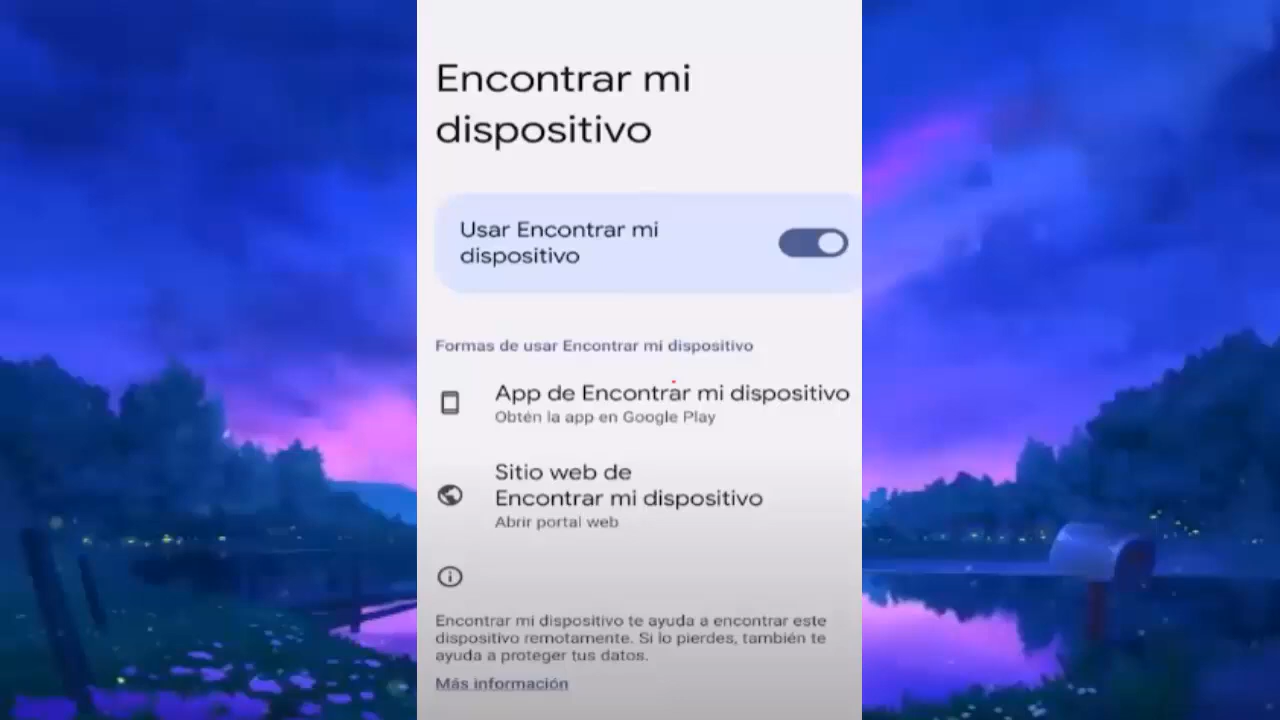 Encontrar mi
dispositivo
Usar Encontrar mi
dispositivo
Formas de usar Encontrar mi dispositivo
App de Encontrar mi dispositivo
Obtén la app en Google Play
Sitio web de
Encontrar mi dispositivo
Abrir portal web
Encontrar mi dispositivo te ayuda a encontrar este
dispositivo remotamente. Si lo pierdes, también te
ayuda a proteger tus datos.
Más información